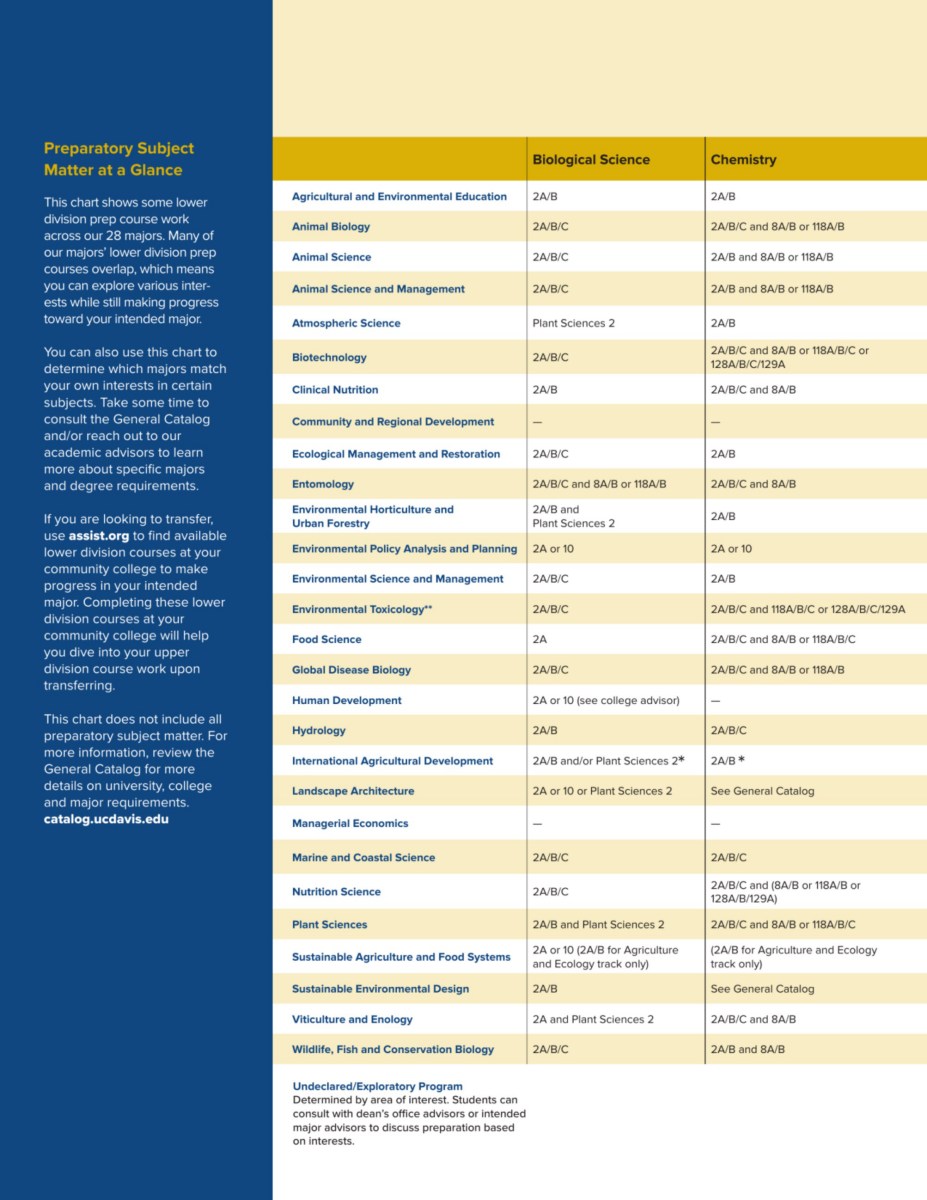 Preparatory Subject
Matter at a Glance
This chart shows some lower
division prep course work
across our 28 majors. Many of
our majors' lower division prep
courses overlap, which means
you can explore various inter-
ests while still making progress
toward your intended major.
You can also use this chart to
determine which majors match
your own interests in certain
subjects. Take some time to
consult the General Catalog
and/or reach out to our
academic advisors to learn
more about specific majors
and degree requirements.
If you are looking to transfer,
use assist.org to find available
lower division courses at your
community college to make
progress in your intended
major. Completing these lower
division courses at your
community college will help
you dive into your upper
division course work upon
transferring.
This chart does not include all
preparatory subject matter. For
more information, review the
General Catalog for more
details on university, college
and major requirements.
catalog.ucdavis.edu
Biological Science Chemistry
Agricultural and Environmental Education 2A/B 2A/B
Animal Biology 2A/B/C 2A/B/C and 8A/B or 118A/B
Animal Science 2A/B/C 2A/B and 8A/B or 118A/B
Animal Science and Management 2A/B/C 2A/B and 8A/B or 118A/B
Atmospheric Science Plant Sciences 2 2A/B
Biotechnology 2A/B/C 2A/B/C and 8A/B or 118A/B/C or
128A/B/C/129A
Clinical Nutrition 2A/B 2A/B/C and 8A/B
Community and Regional Development — —
Ecological Management and Restoration 2A/B/C 2A/B
Entomology 2A/B/C and 8A/B or 118A/B 2A/B/C and 8A/B
Environmental Horticulture and 2A/B and
Urban Forestry Plant Sciences 2 2A/B
Environmental Policy Analysis and Planning 2A or 10 2A or 10
Environmental Science and Management 2A/B/C 2A/B
Environmental Toxicology** 2A/B/C 2A/B/C and 118A/B/C or 128A/B/C/129A
Food Science 2A 2A/B/C and 8A/B or 118A/B/C
Global Disease Biology 2A/B/C 2A/B/C and 8A/B or 118A/B
Human Development 2A or 10 (see college advisor) —
Hydrology 2A/B 2A/B/C
International Agricultural Development 2A/B and/or Plant Sciences 2* 2A/B *
Landscape Architecture 2A or 10 or Plant Sciences 2 See General Catalog
Managerial Economics — —
Marine and Coastal Science 2A/B/C 2A/B/C
Nutrition Science 2A/B/C 2A/B/C and (8A/B or 118A/B or
128A/B/129A)
Plant Sciences 2A/B and Plant Sciences 2 2A/B/C and 8A/B or 118A/B/C
Sustainable Agriculture and Food Systems 2A or 10 (2A/B for Agriculture (2A/B for Agriculture and Ecology
and Ecology track only) track only)
Sustainable Environmental Design 2A/B See General Catalog
Viticulture and Enology 2A and Plant Sciences 2 2A/B/C and 8A/B
Wildlife, Fish and Conservation Biology 2A/B/C 2A/B and 8A/B
Undeclared/Exploratory Program
Determined by area of interest. Students can
consult with dean's office advisors or intended
major advisors to discuss preparation based
on interests.